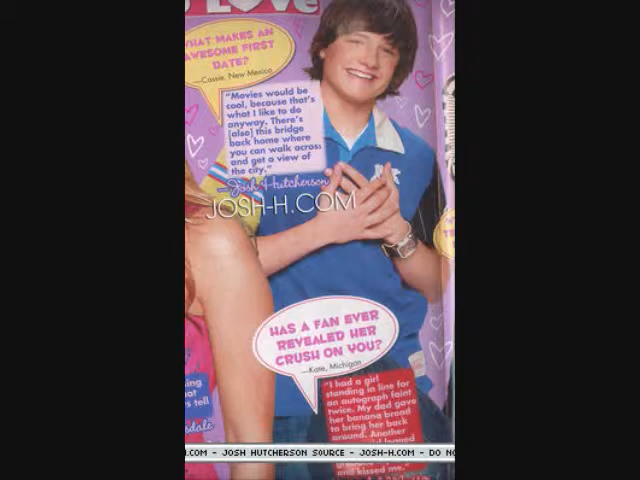 LOVE
WHAT MAKES AN
AWESOME FIRST
DATE?
—Cassie, New Mexico
"Movies would be
cool, because that's
what I like to do
anyway. There's
[also] this bridge
back home where
you can walk across
and get a view of
the city."
—Josh Hutcherson
JOSH-H.COM
HAS A FAN EVER
REVEALED HER
CRUSH ON YOU?
—Kate, Michigan
"I had a girl
standing in line for
an autograph faint
twice. My dad gave
her banana bread
to bring her back
around. Another
and kissed me."
H.COM - JOSH HUTCHERSON SOURCE - JOSH-H.COM - DO NO